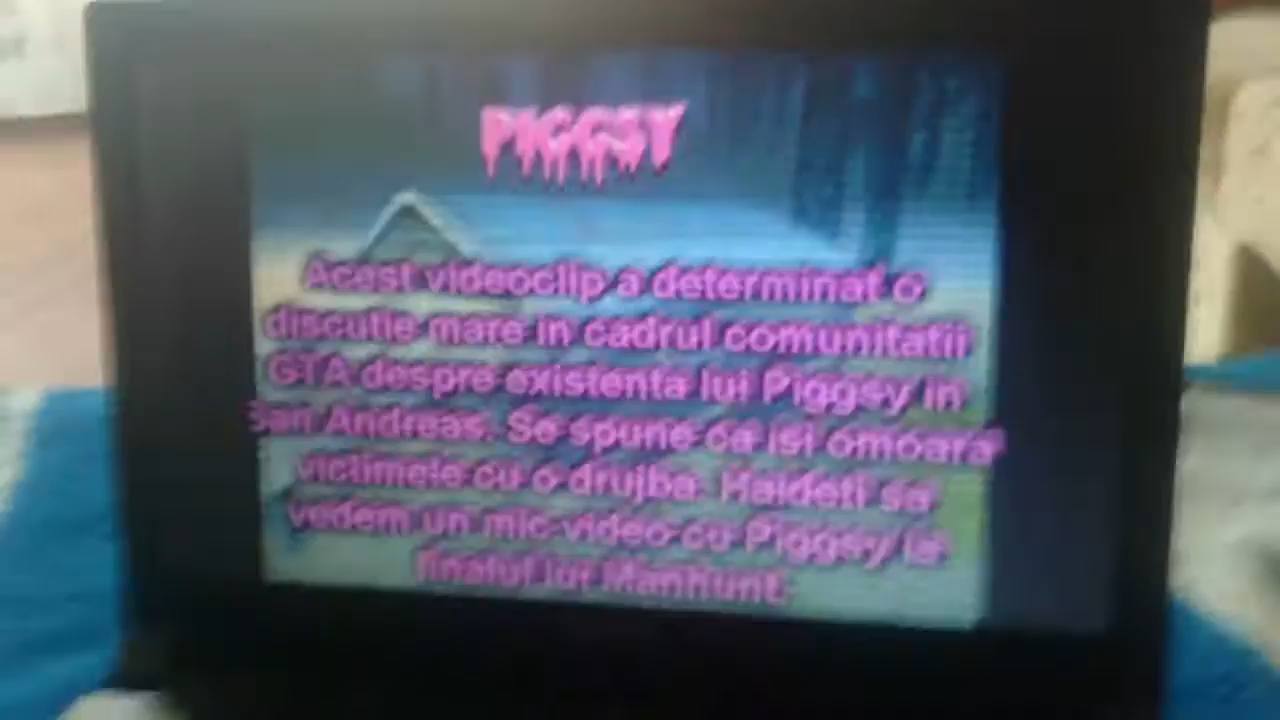 PIGGSY
Acest videoclip a determinat o
discutie mare in cadrul comunitatii
GTA despre existenta lui Piggsy in
San Andreas. Se spune ca isi omoara
victimele cu o drujba. Haideti sa
vedem un mic video cu Piggsy la
finalul lui Manhunt.